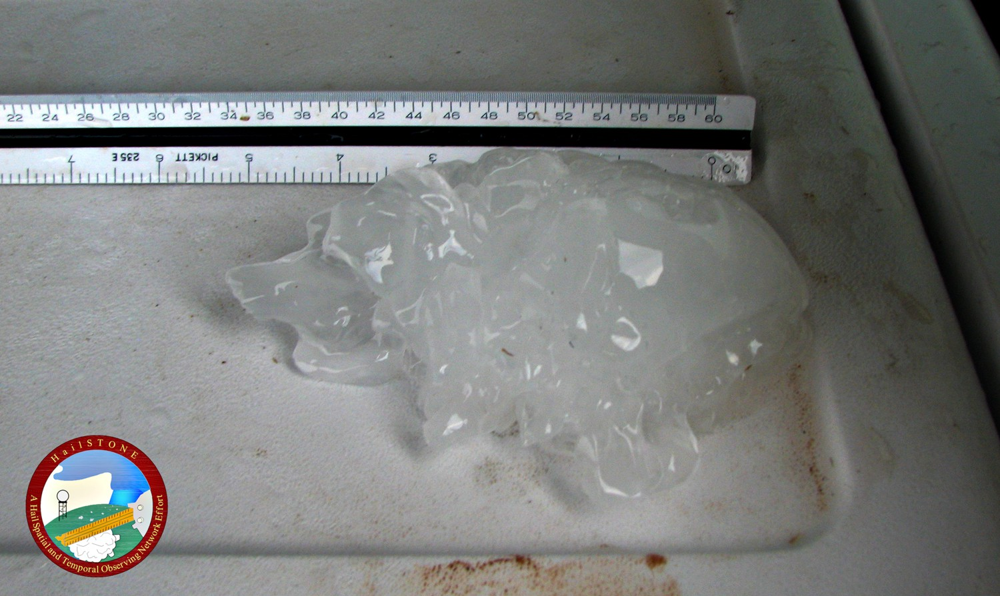 22 24 26 28 30 32 34 36 38 40 42 44 46 48 50 52 54 56 58 60
7 235 E 6 PICKETT 5 4 3 0
HailSTONE
A Hail Spatial and Temporal Observing Network Effort